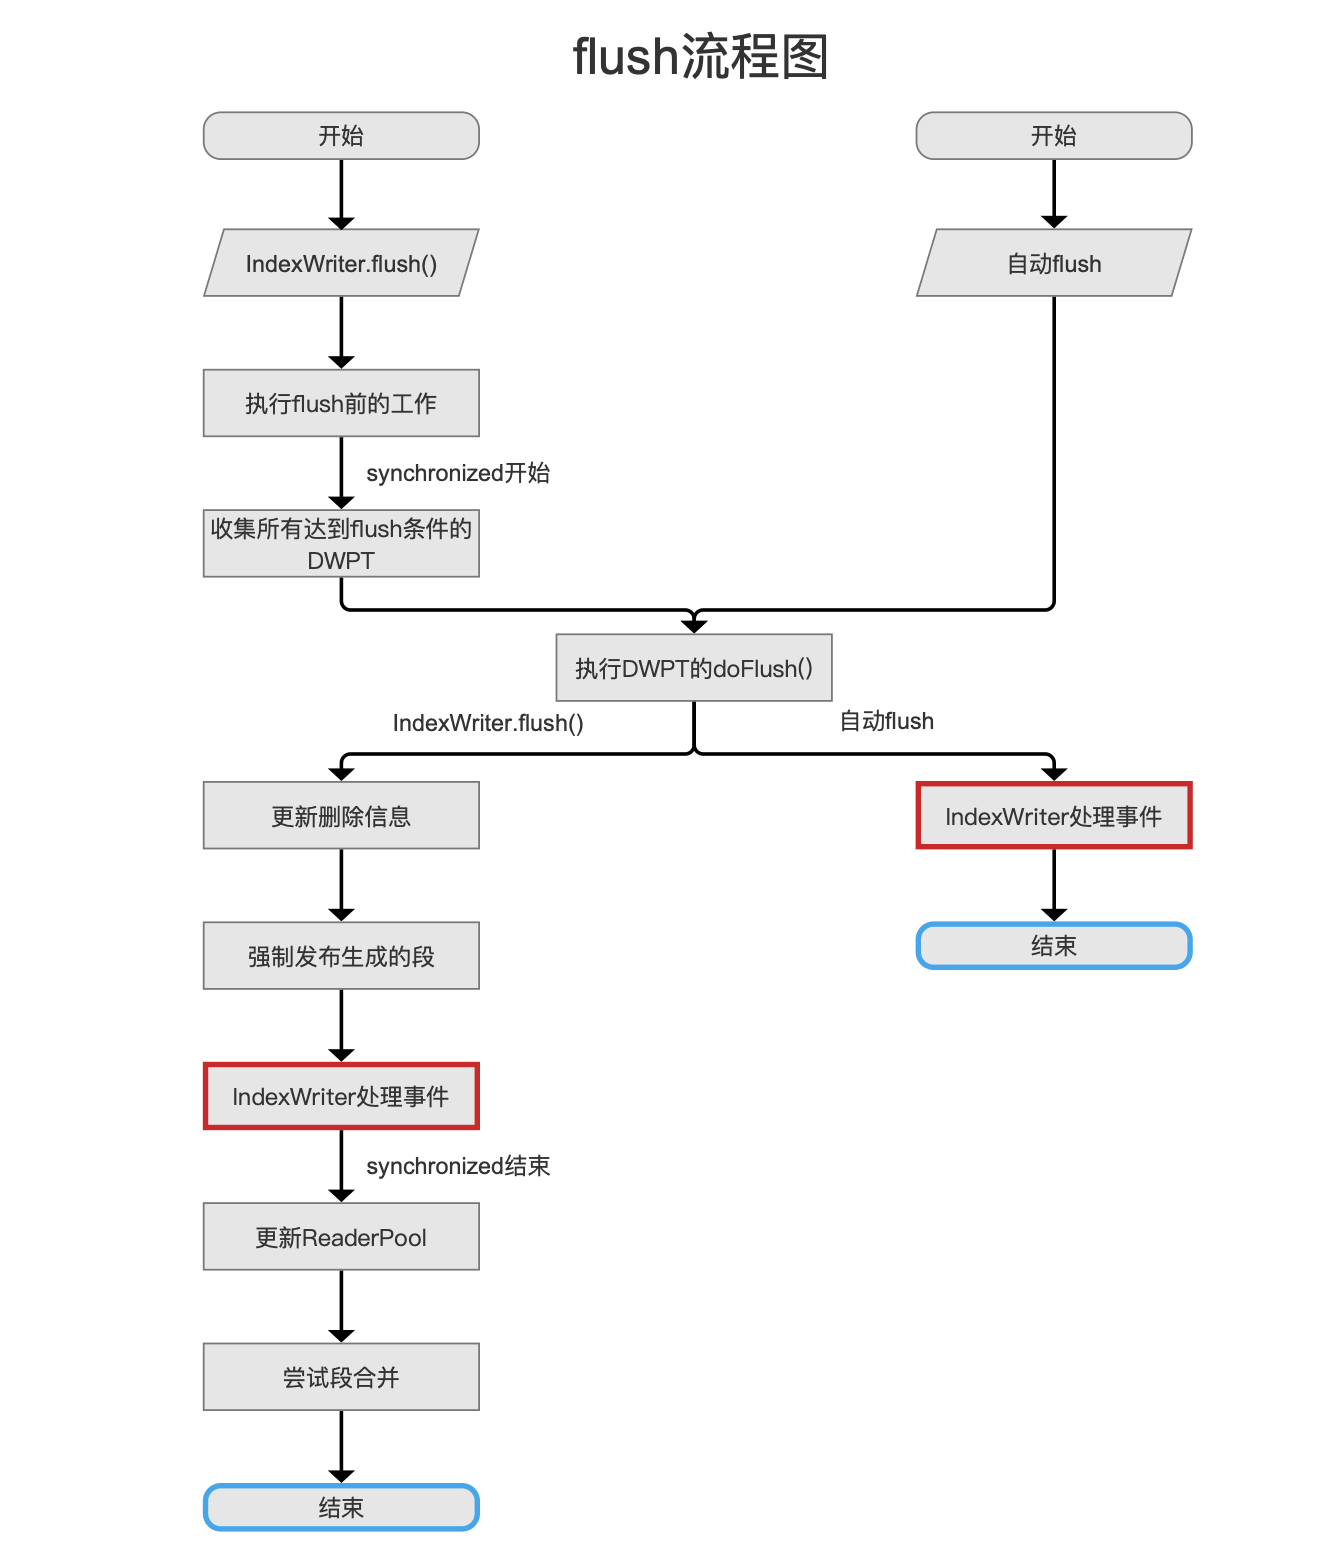 flush流程图
开始
开始
IndexWriter.flush()
自动flush
执行flush前的工作
synchronized开始
收集所有达到flush条件的
DWPT
执行DWPT的doFlush()
IndexWriter.flush()
自动flush
更新删除信息
IndexWriter处理事件
强制发布生成的段
结束
IndexWriter处理事件
synchronized结束
更新ReaderPool
尝试段合并
结束